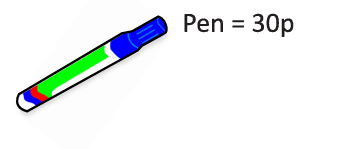 Pen = 30p